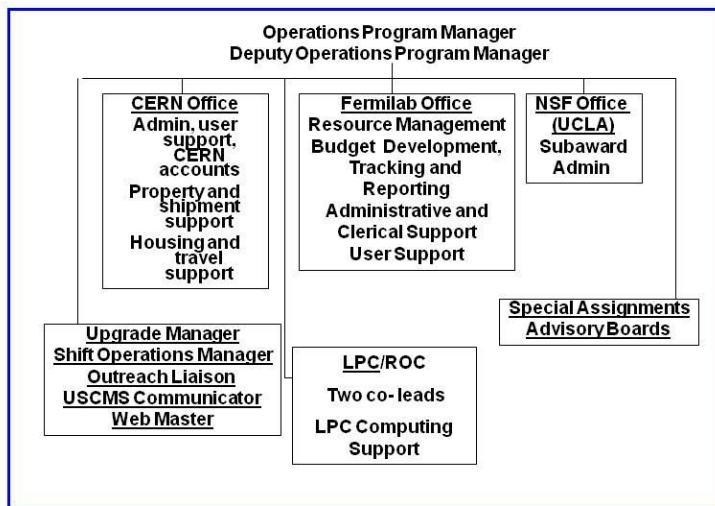 Operations Program Manager
Deputy Operations Program Manager
CERN Office
Admin, user
support,
CERN
accounts
Property and
shipment
support
Housing and
travel
support
Fermilab Office
Resource Management
Budget Development,
Tracking and
Reporting
Administrative and
Clerical Support
User Support
NSF Office
(UCLA)
Subaward
Admin
Special Assignments
Advisory Boards
Upgrade Manager
Shift Operations Manager
Outreach Liaison
USCMS Communicator
Web Master
LPC/ROC
Two co- leads
LPC Computing
Support